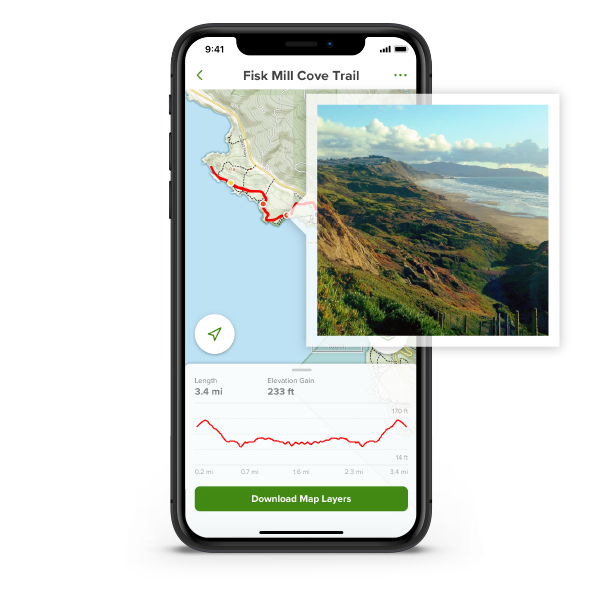 9:41
Fisk Mill Cove Trail
Length
Elevation Gain
3.4 mi
233 ft
170 ft
14 ft
0.2 mi
0.7 mi
1.6 mi
2.3 mi
3.4 mi
Download Map Layers